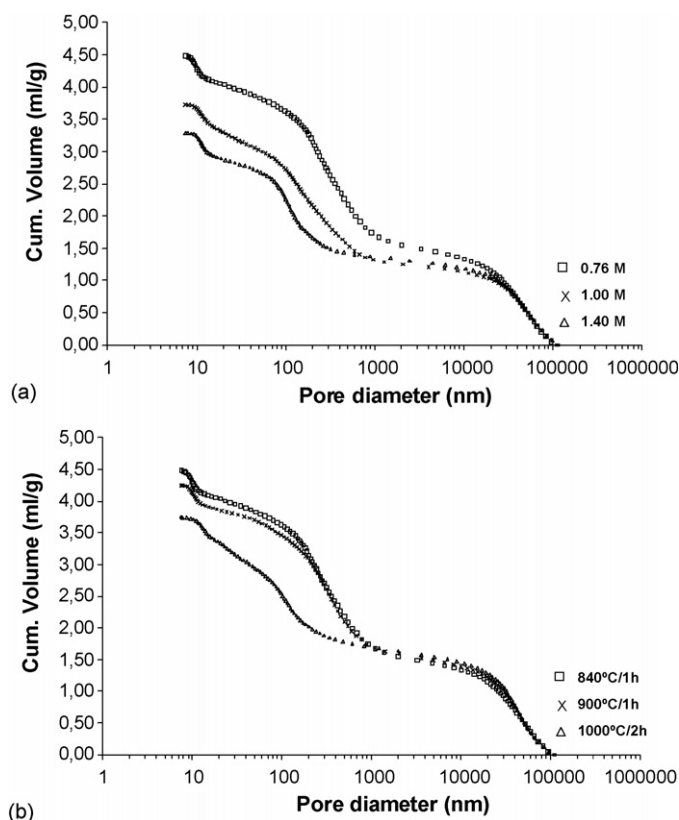 5,00
4,50
4,00
3,50
3,00
2,50
2,00
1,50
1,00
0,50
0,00
Cum. Volume (ml/g)
□ 0.76 M
× 1.00 M
△ 1.40 M
1 10 100 1000 10000 100000 1000000
Pore diameter (nm)
(a)
5,00
4,50
4,00
3,50
3,00
2,50
2,00
1,50
1,00
0,50
0,00
Cum. Volume (ml/g)
□ 840ºC/1h
× 900ºC/1h
△ 1000ºC/2h
1 10 100 1000 10000 100000 1000000
Pore diameter (nm)
(b)